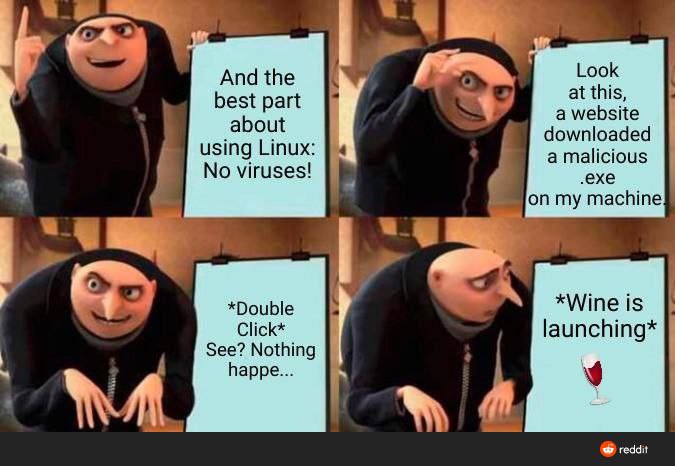 And the
best part
about
using Linux:
No viruses!
Look
at this,
a website
downloaded
a malicious
.exe
on my machine.
*Double
Click*
See? Nothing
happe...
*Wine is
launching*
reddit